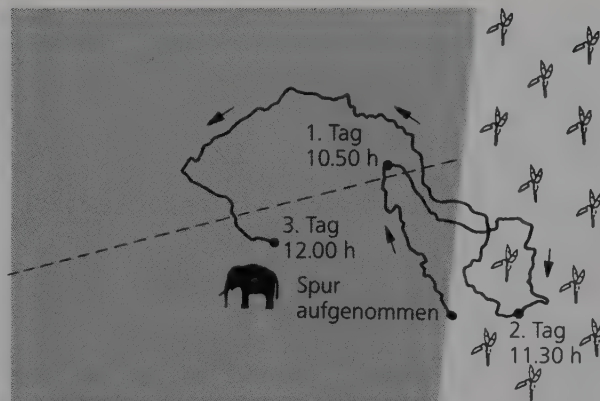 1. Tag
10.50 h
3. Tag
12.00 h
Spur
aufgenommen
2. Tag
11.30 h